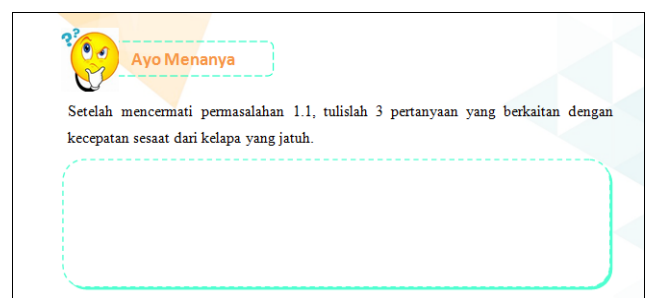 ??
Ayo Menanya
Setelah mencermati permasalahan 1.1, tulislah 3 pertanyaan yang berkaitan dengan
kecepatan sesaat dari kelapa yang jatuh.